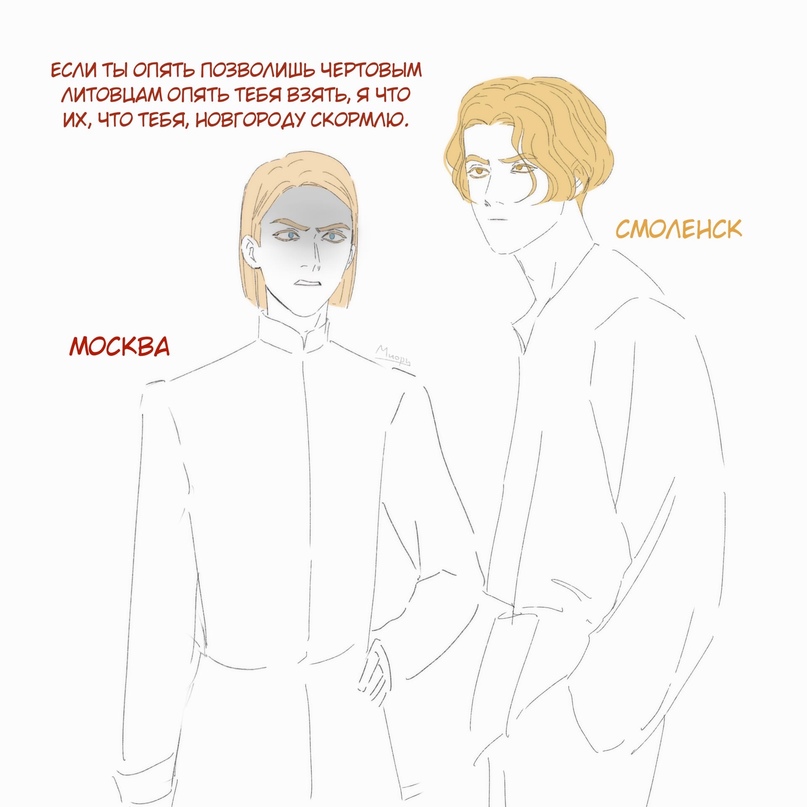 ЕСЛИ ТЫ ОПЯТЬ ПОЗВОЛИШЬ ЧЕРТОВЫМ
ЛИТОВЦАМ ОПЯТЬ ТЕБЯ ВЗЯТЬ, Я ЧТО
ИХ, ЧТО ТЕБЯ, НОВГОРОДУ СКОРМЛЮ.
СМОЛЕНСК
МОСКВА
Миорь